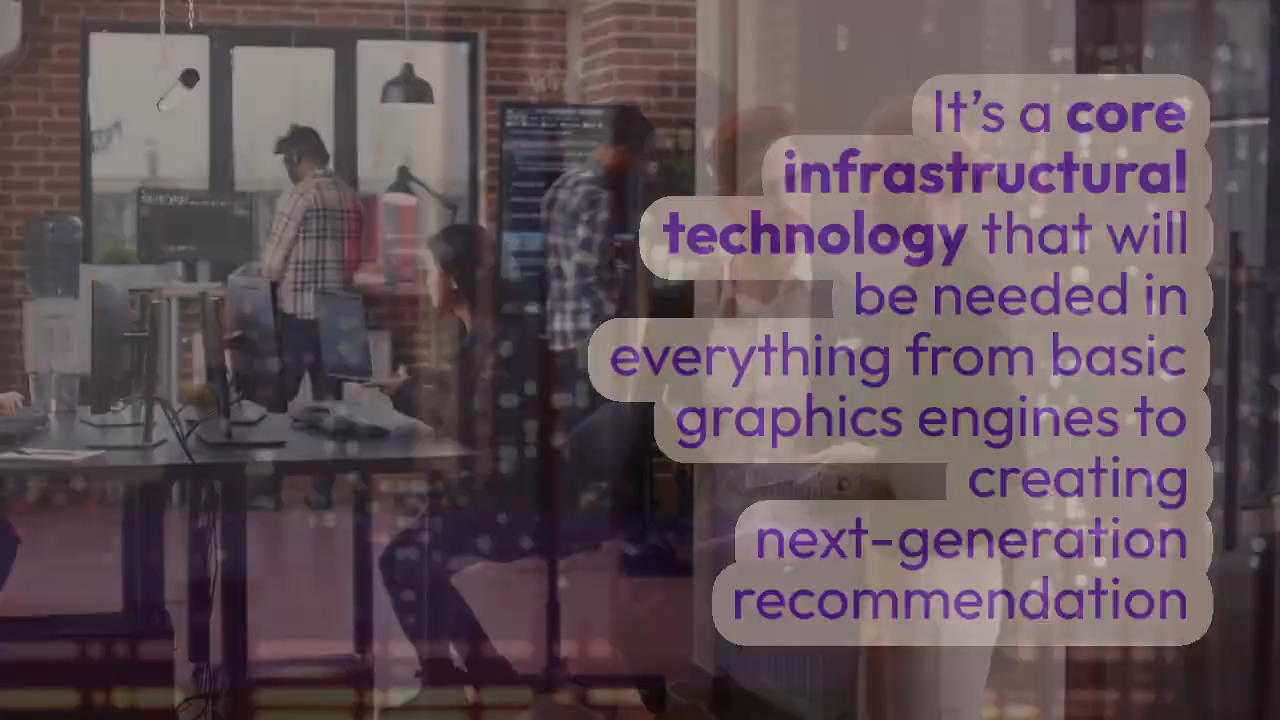 It’s a core
infrastructural
technology that will
be needed in
everything from basic
graphics engines to
creating
next-generation
recommendation